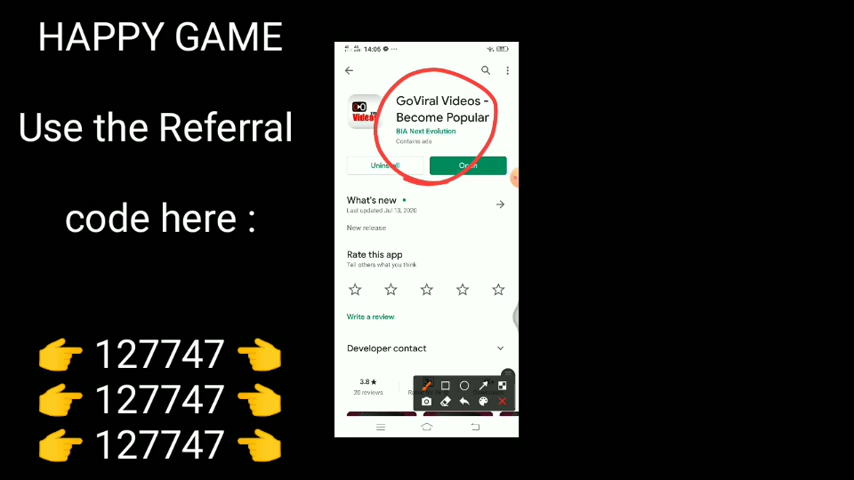 HAPPY GAME
Use the Referral
code here :
👉 127747 👈
👉 127747 👈
👉 127747 👈
14:05
GoViral Videos -
Become Popular
BIA Next Evolution
Contains ads
Uninstall
Open
What's new
Last updated Jul 13, 2020
New release
Rate this app
Tell others what you think
Write a review
Developer contact
3.8★
20 reviews